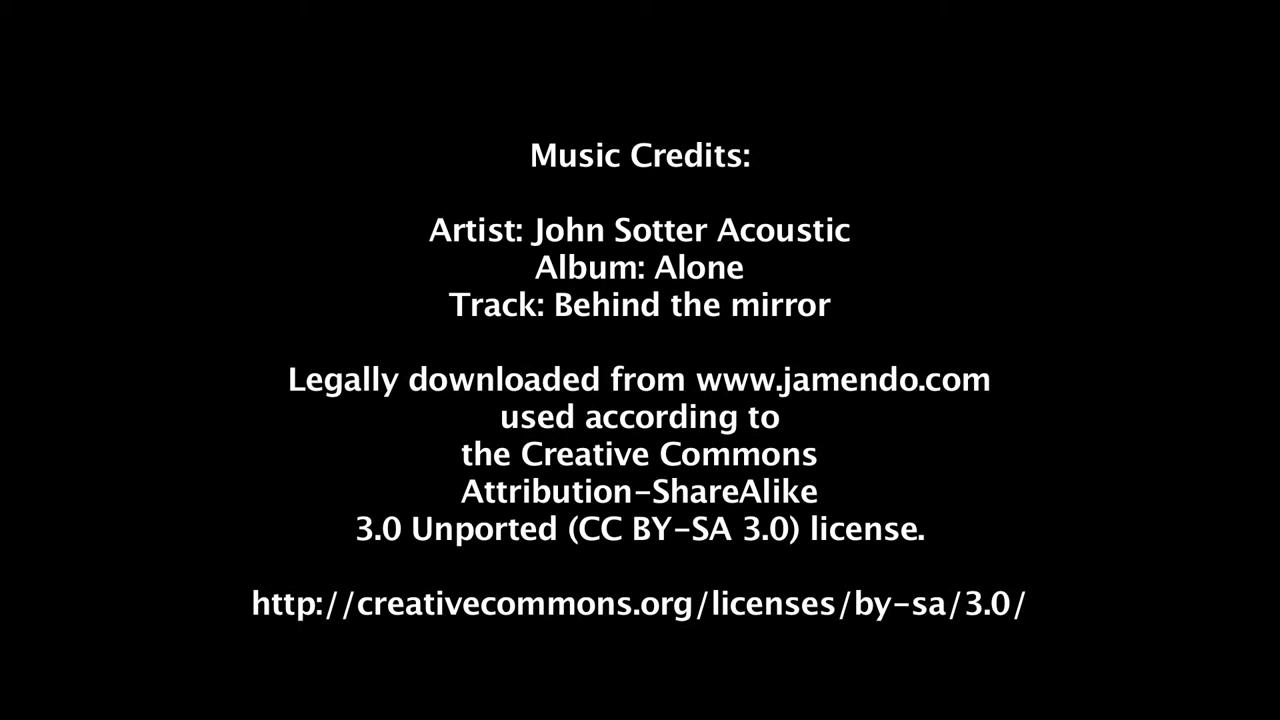 Music Credits:
Artist: John Sotter Acoustic
Album: Alone
Track: Behind the mirror
Legally downloaded from www.jamendo.com
used according to
the Creative Commons
Attribution-ShareAlike
3.0 Unported (CC BY-SA 3.0) license.
http://creativecommons.org/licenses/by-sa/3.0/